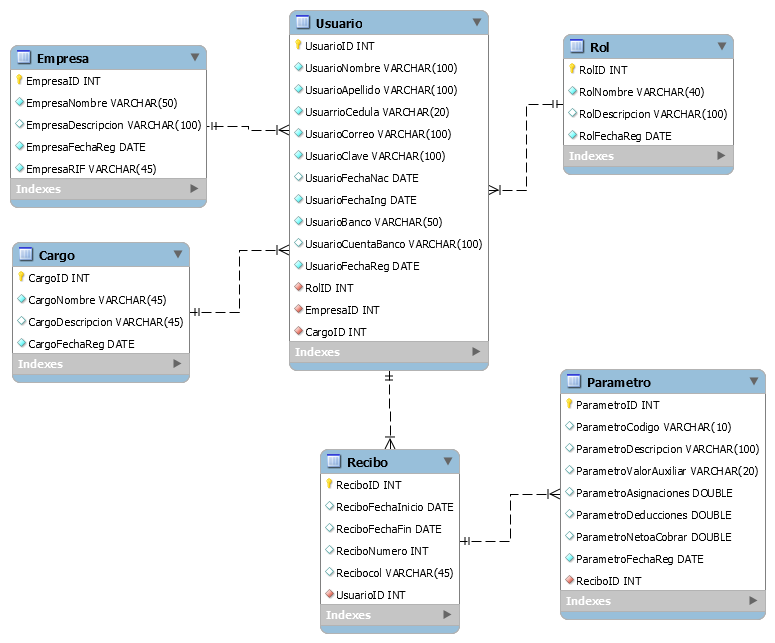 Empresa
EmpresaID INT
EmpresaNombre VARCHAR(50)
EmpresaDescripcion VARCHAR(100)
EmpresaFechaReg DATE
EmpresaRIF VARCHAR(45)
Indexes
Cargo
CargoID INT
CargoNombre VARCHAR(45)
CargoDescripcion VARCHAR(45)
CargoFechaReg DATE
Indexes
Usuario
UsuarioID INT
UsuarioNombre VARCHAR(100)
UsuarioApellido VARCHAR(100)
UsuarrioCedula VARCHAR(20)
UsuarioCorreo VARCHAR(100)
UsuarioClave VARCHAR(100)
UsuarioFechaNac DATE
UsuarioFechaIng DATE
UsuarioBanco VARCHAR(50)
UsuarioCuentaBanco VARCHAR(100)
UsuarioFechaReg DATE
RolID INT
EmpresaID INT
CargoID INT
Indexes
Rol
RolID INT
RolNombre VARCHAR(40)
RolDescripcion VARCHAR(100)
RolFechaReg DATE
Indexes
Recibo
ReciboID INT
ReciboFechaInicio DATE
ReciboFechaFin DATE
ReciboNumero INT
Recibocol VARCHAR(45)
UsuarioID INT
Indexes
Parametro
ParametroID INT
ParametroCodigo VARCHAR(10)
ParametroDescripcion VARCHAR(100)
ParametroValorAuxiliar VARCHAR(20)
ParametroAsignaciones DOUBLE
ParametroDeducciones DOUBLE
ParametroNetoaCobrar DOUBLE
ParametroFechaReg DATE
ReciboID INT
Indexes